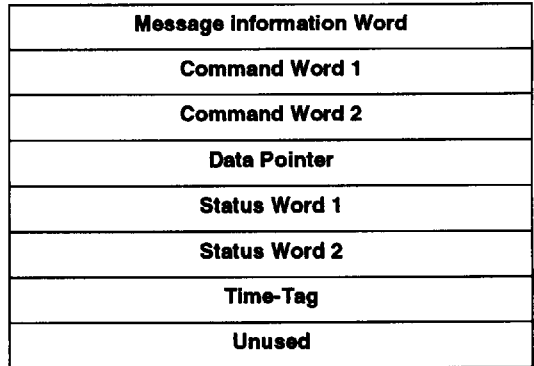 Message information Word
Command Word 1
Command Word 2
Data Pointer
Status Word 1
Status Word 2
Time-Tag
Unused